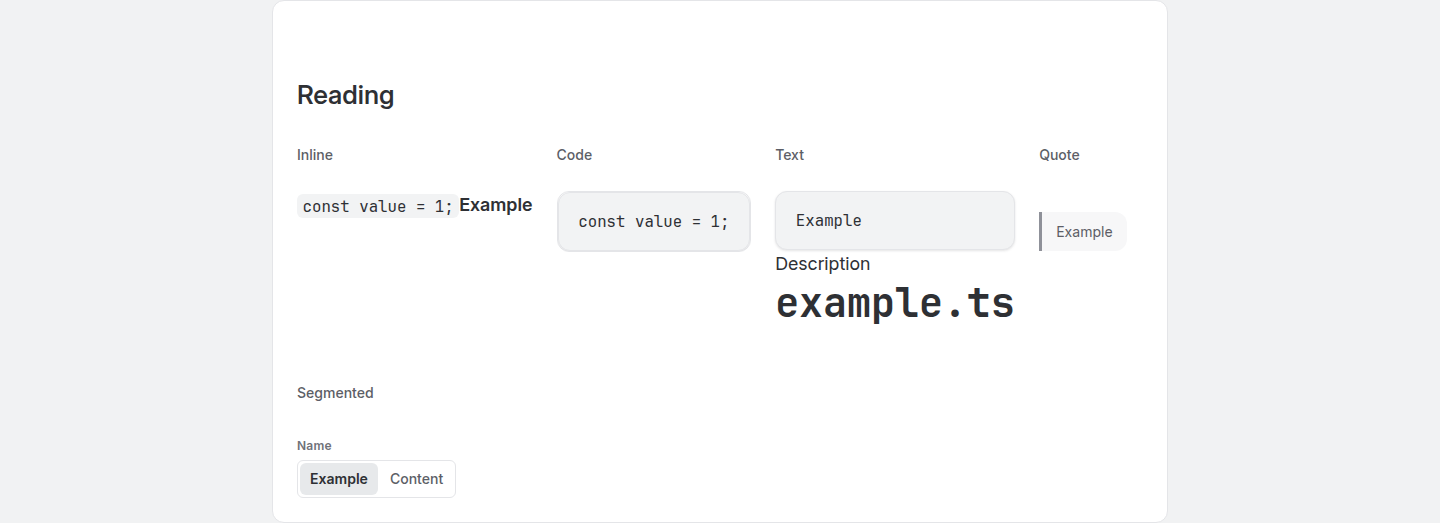 Reading
Inline
Code
Text
Quote
const value = 1; Example
const value = 1;
Example
Example
Description
example.ts
Segmented
Name
Example Content